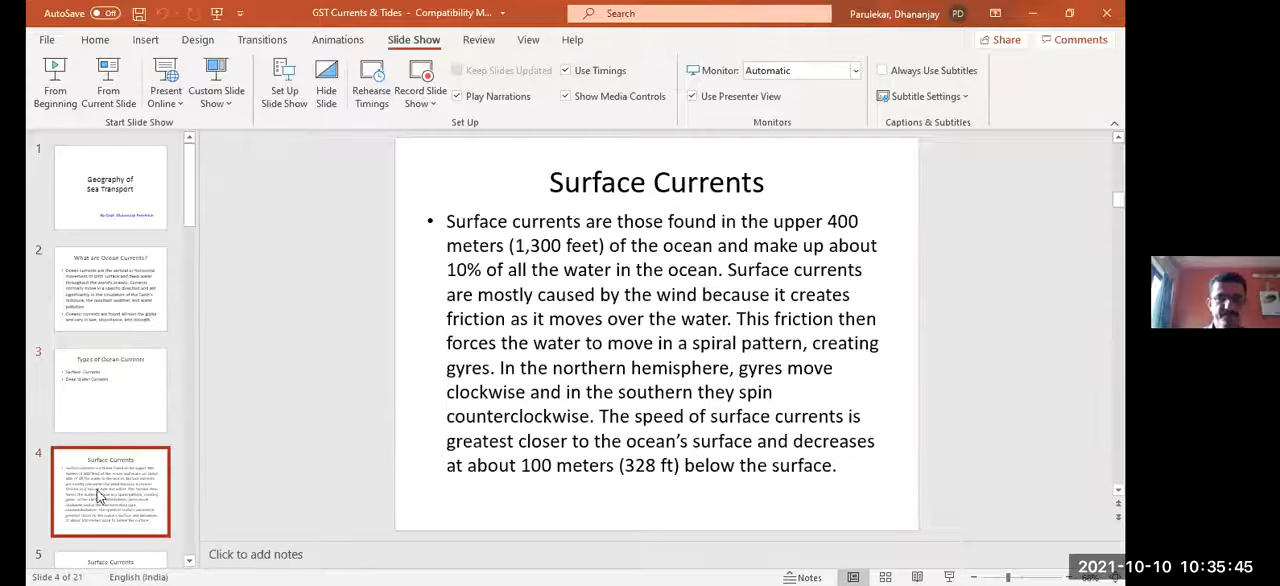 AutoSave Off GST Currents & Tides - Compatibility M... Search Parulekar, Dhananjay PD
File Home Insert Design Transitions Animations Slide Show Review View Help Share Comments
From Beginning
From Current Slide
Present Online
Custom Slide Show
Start Slide Show
Set Up Slide Show
Hide Slide
Rehearse Timings
Record Slide Show
Keep Slides Updated
Use Timings
Play Narrations
Show Media Controls
Set Up
Monitor: Automatic
Use Presenter View
Monitors
Always Use Subtitles
Subtitle Settings
Captions & Subtitles
1
Geography of
Sea Transport
2
What are Ocean Currents?
3
Types of Ocean Currents
• Surface Currents
• Deep Water Currents
4
Surface Currents
5
Surface Currents
Surface Currents
• Surface currents are those found in the upper 400
meters (1,300 feet) of the ocean and make up about
10% of all the water in the ocean. Surface currents
are mostly caused by the wind because it creates
friction as it moves over the water. This friction then
forces the water to move in a spiral pattern, creating
gyres. In the northern hemisphere, gyres move
clockwise and in the southern they spin
counterclockwise. The speed of surface currents is
greatest closer to the ocean's surface and decreases
at about 100 meters (328 ft) below the surface.
Click to add notes
Slide 4 of 21 English (India) Notes
2021-10-10 10:35:45